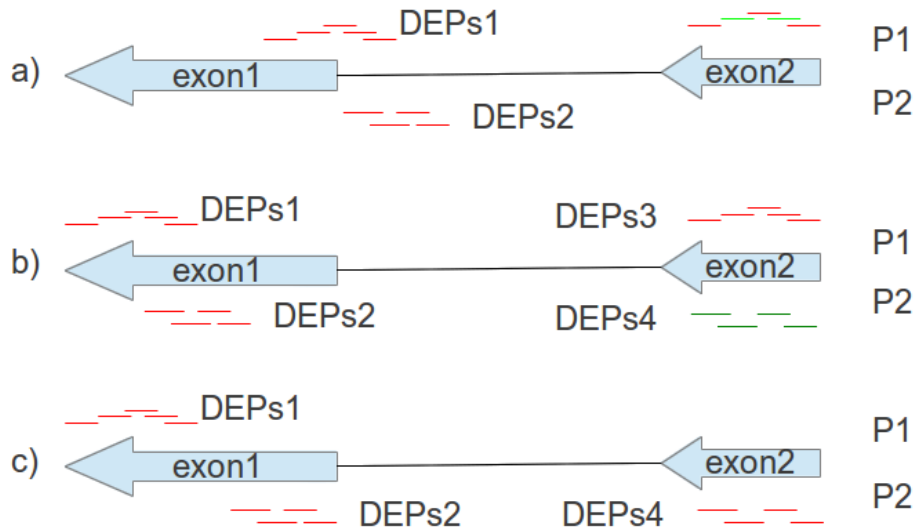 DEPs1
P1
a)
exon1
exon2
P2
DEPs2
DEPs1
DEPs3
P1
b)
exon1
exon2
P2
DEPs2
DEPs4
DEPs1
P1
c)
exon1
exon2
P2
DEPs2
DEPs4